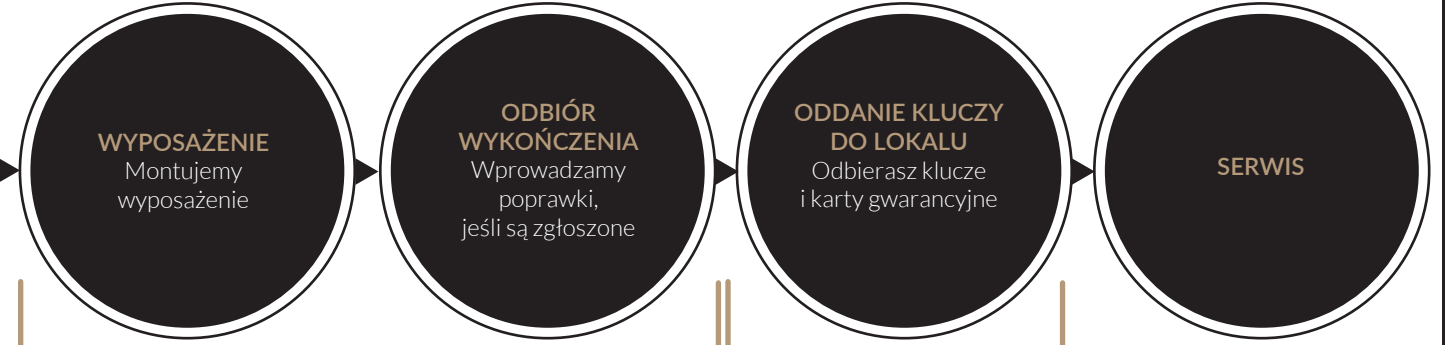 WYPOSAŻENIE
Montujemy
wyposażenie
ODBIÓR
WYKOŃCZENIA
Wprowadzamy
poprawki,
jeśli są zgłoszone
ODDANIE KLUCZY
DO LOKALU
Odbierasz klucze
i karty gwarancyjne
SERWIS